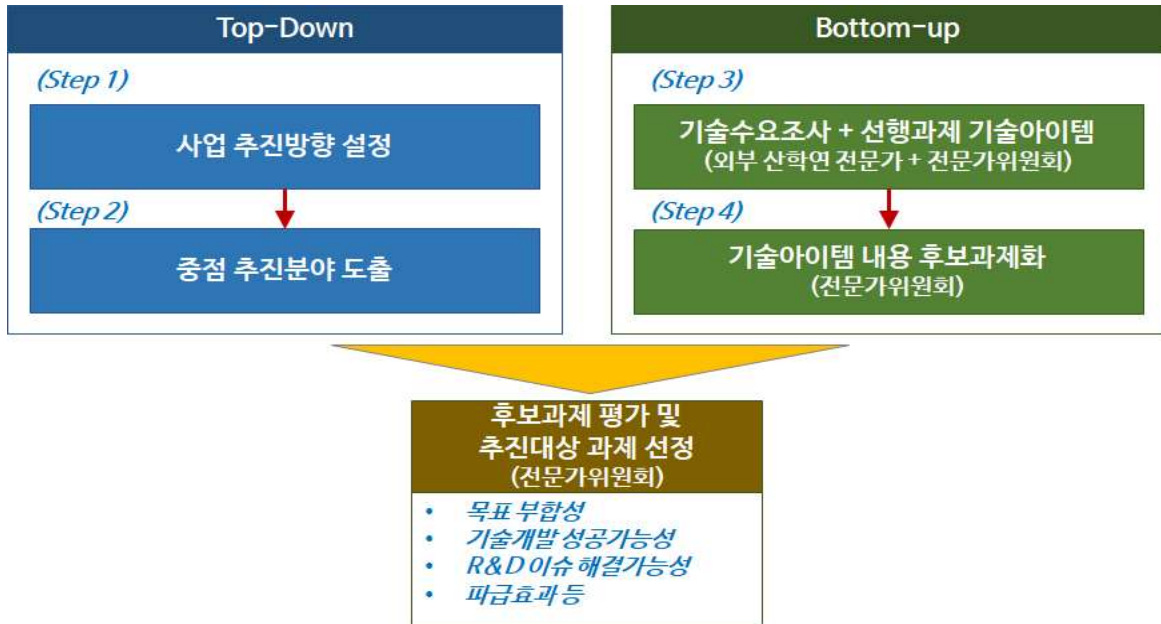 Top-Down
(Step 1)
사업 추진방향 설정
(Step 2)
중점 추진분야 도출
Bottom-up
(Step 3)
기술수요조사 + 선행과제 기술아이템
(외부 산학연 전문가 + 전문가위원회)
(Step 4)
기술아이템 내용 후보과제화
(전문가위원회)
후보과제 평가 및
추진대상 과제 선정
(전문가위원회)
• 목표 부합성
• 기술개발 성공가능성
• R&D 이슈 해결가능성
• 파급효과 등